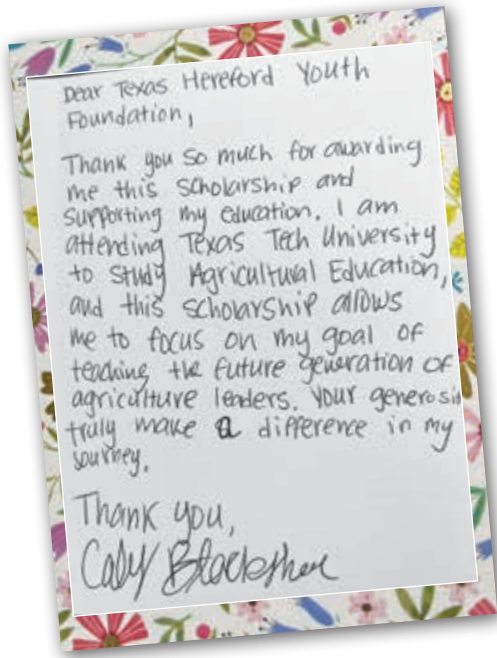 Dear Texas Hereford Youth
Foundation,
Thank you so much for awarding
me this scholarship and
supporting my education. I am
attending Texas Tech University
to study Agricultural Education,
and this scholarship allows
me to focus on my goal of
teaching the future generation of
agriculture leaders. Your generosi
truly make a difference in my
journey.
Thank you,